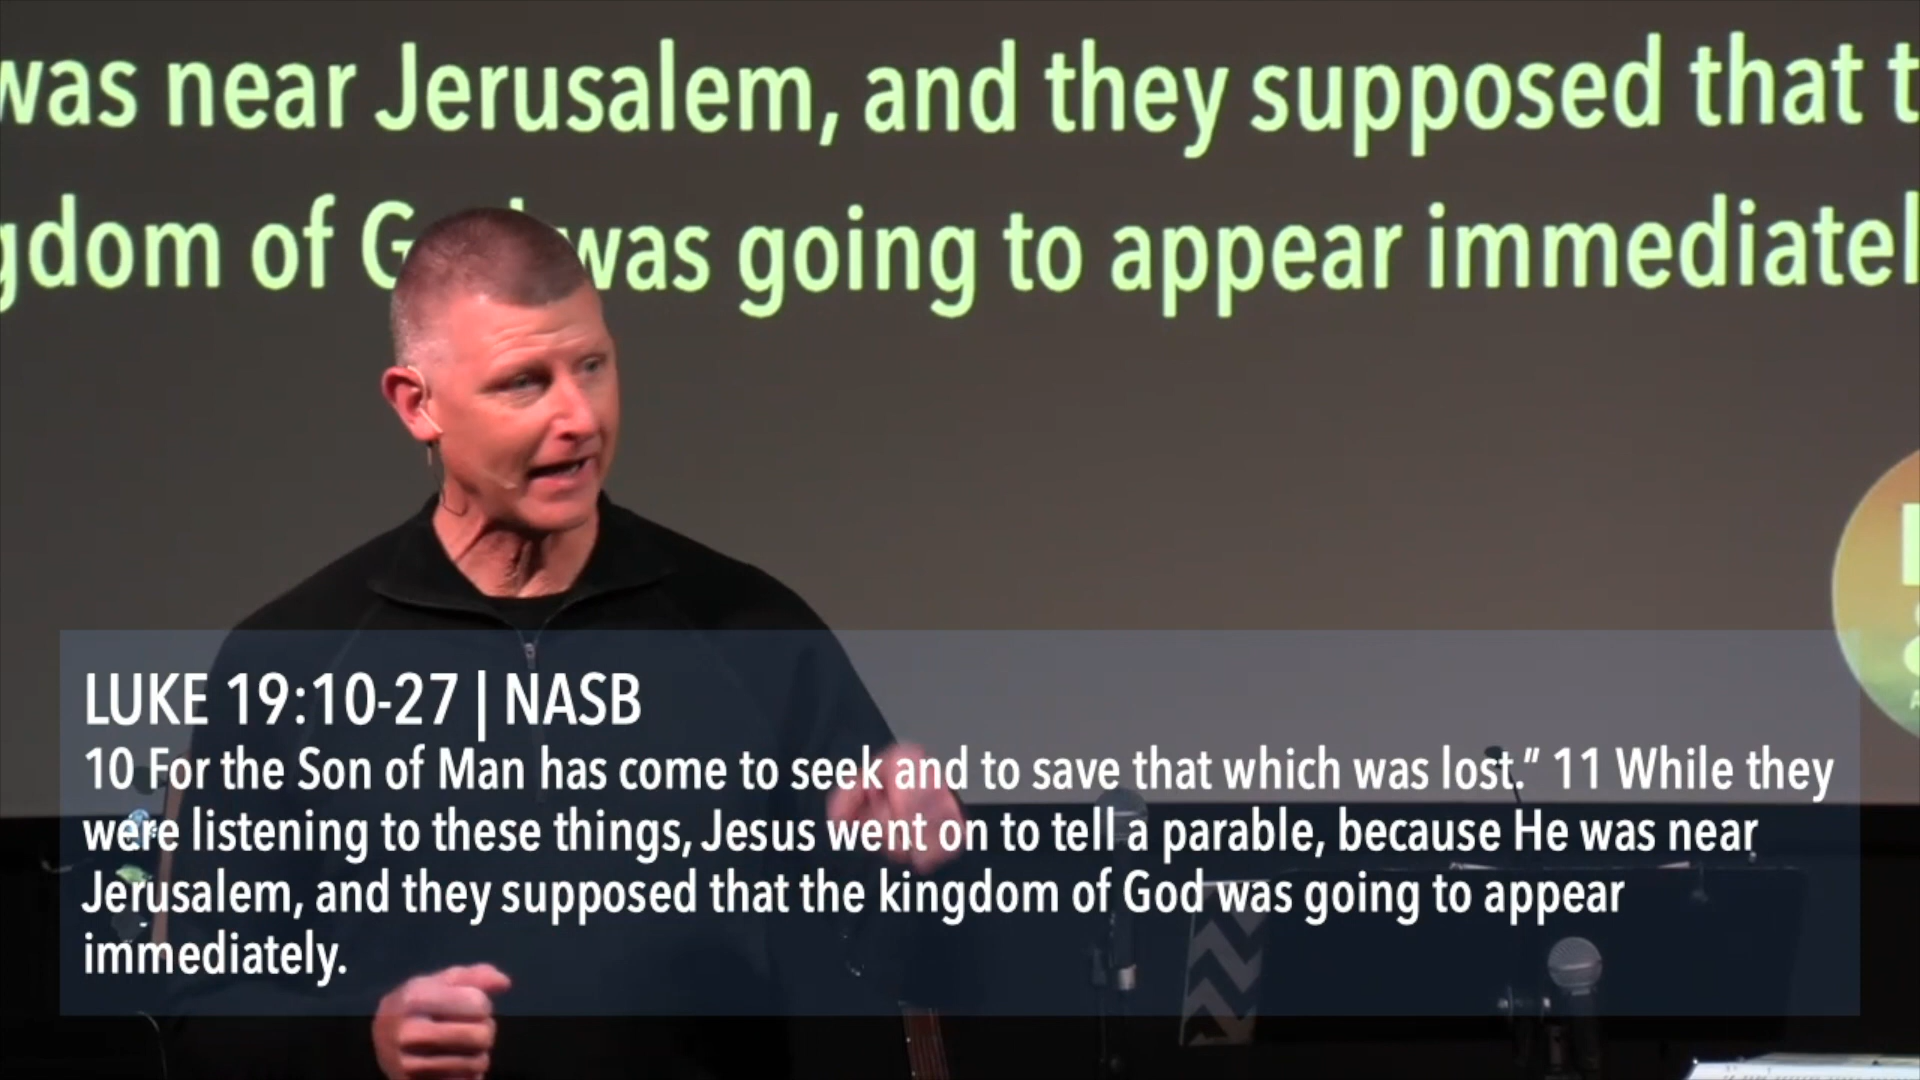 was near Jerusalem, and they supposed that
of was going to appear
LUKE 19:10-27 | NASB
10 For the Son of Man has come to seek and to save that which was lost.” 11 While they
were listening to these things, Jesus went on to tell a parable, because He was near
Jerusalem, and they supposed that the kingdom of God was going to appear
immediately.